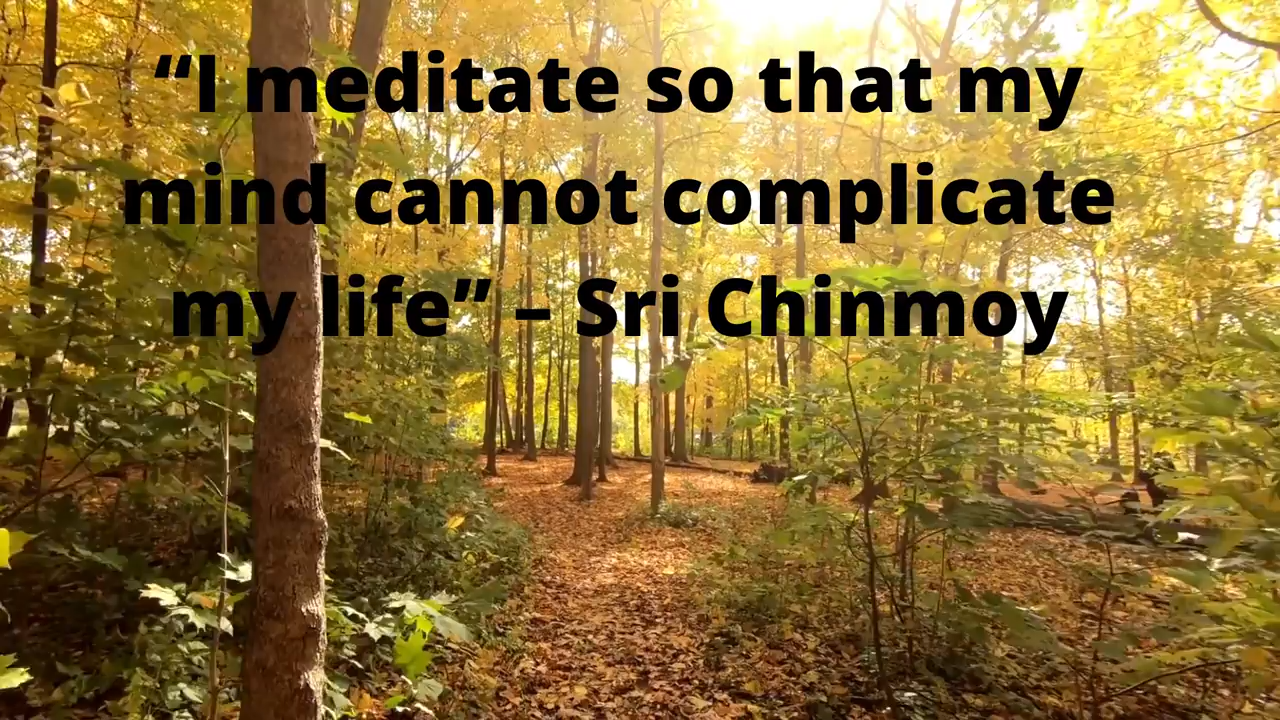 “I meditate so that my
mind cannot complicate
my life” – Sri Chinmoy